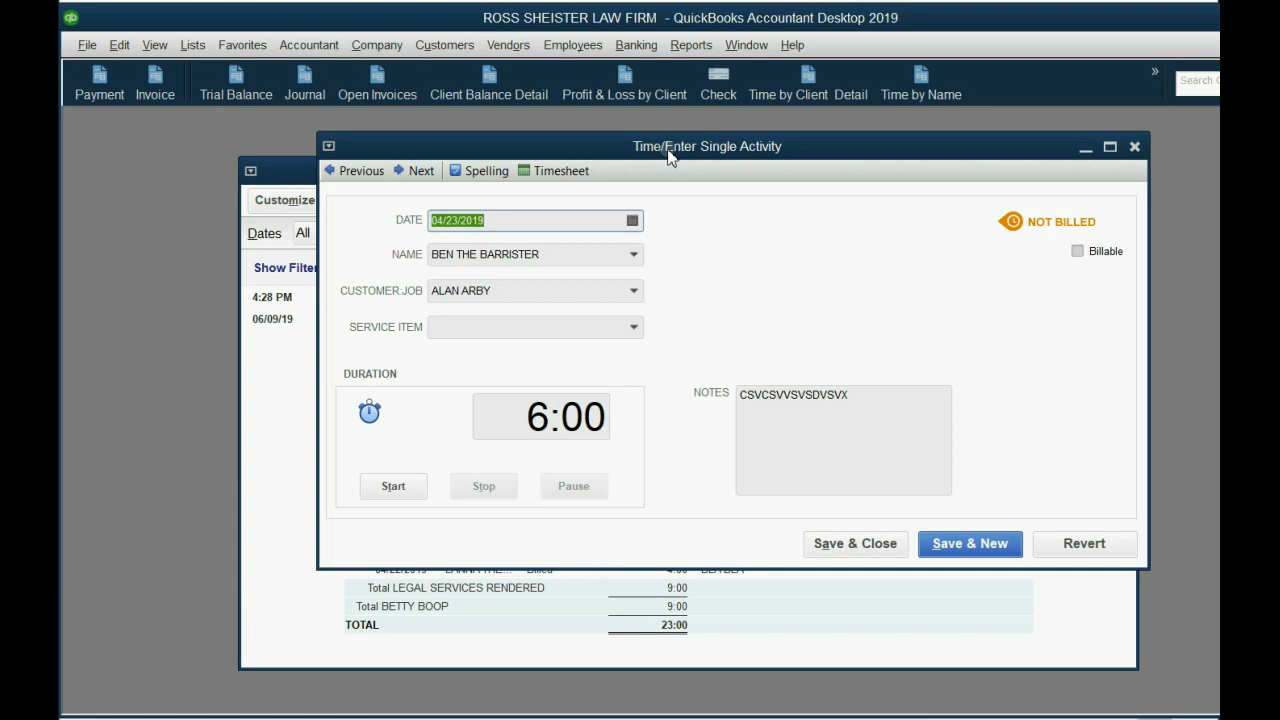 ROSS SHEISTER LAW FIRM - QuickBooks Accountant Desktop 2019
File Edit View Lists Favorites Accountant Company Customers Vendors Employees Banking Reports Window Help
Payment Invoice Trial Balance Journal Open Invoices Client Balance Detail Profit & Loss by Client Check Time by Client Detail Time by Name » Search
Time/Enter Single Activity
Previous Next Spelling Timesheet
Customize
Dates All
Show Filter
4:28 PM
06/09/19
DATE 04/23/2019
NOT BILLED
Billable
NAME BEN THE BARRISTER
CUSTOMER:JOB ALAN ARBY
SERVICE ITEM
DURATION
6:00
NOTES CSVCSVVSVSDVSVX
Start Stop Pause
Save & Close Save & New Revert
Total LEGAL SERVICES RENDERED 9:00
Total BETTY BOOP 9:00
TOTAL 23:00